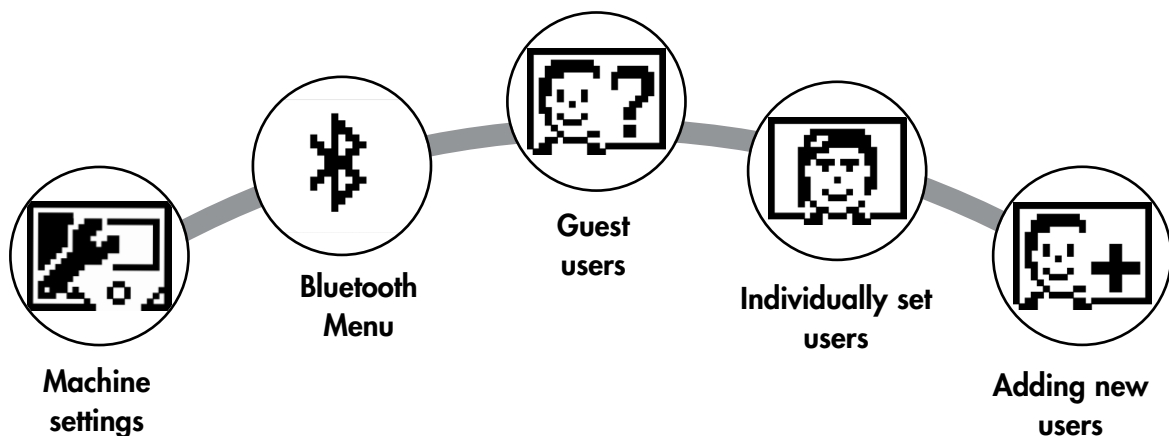 Machine
settings
Bluetooth
Menu
?
Guest
users
Individually set
users
+
Adding new
users